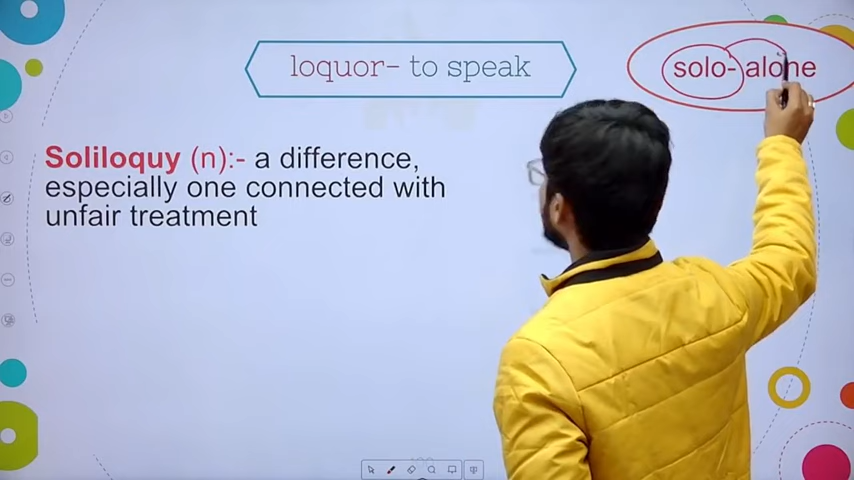 loquor- to speak
solo- alone
Soliloquy (n):- a difference,
especially one connected with
unfair treatment